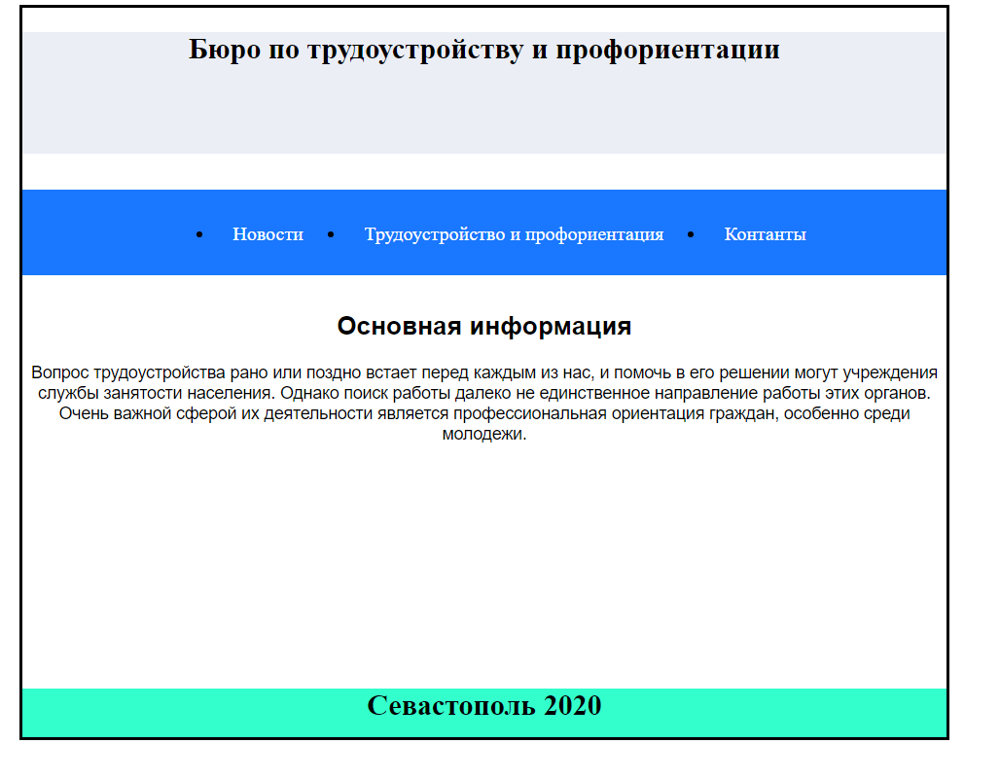 Бюро по трудоустройству и профориентации
Новости Трудоустройство и профориентация Контанты
Основная информация
Вопрос трудоустройства рано или поздно встает перед каждым из нас, и помочь в его решении могут учреждения
службы занятости населения. Однако поиск работы далеко не единственное направление работы этих органов.
Очень важной сферой их деятельности является профессиональная ориентация граждан, особенно среди
молодежи.
Севастополь 2020